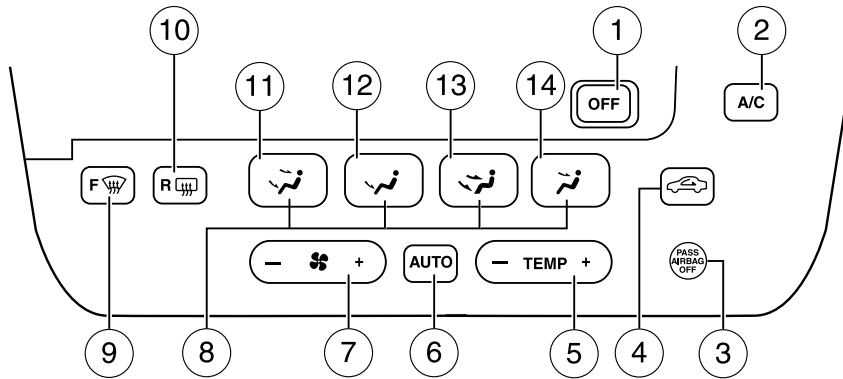 10
1
2
11
12
13
14
OFF
A/C
F
R
PASS
AIRBAG
OFF
− +
AUTO
− TEMP +
9
8
7
6
5
4
3